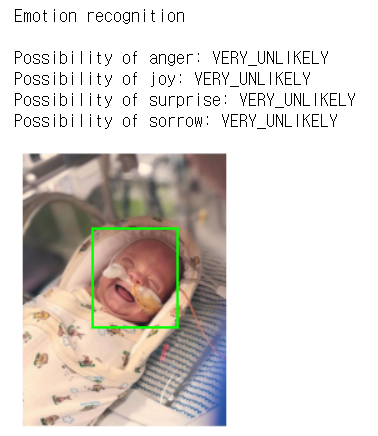 Emotion recognition
Possibility of anger: VERY_UNLIKELY
Possibility of joy: VERY_UNLIKELY
Possibility of surprise: VERY_UNLIKELY
Possibility of sorrow: VERY_UNLIKELY